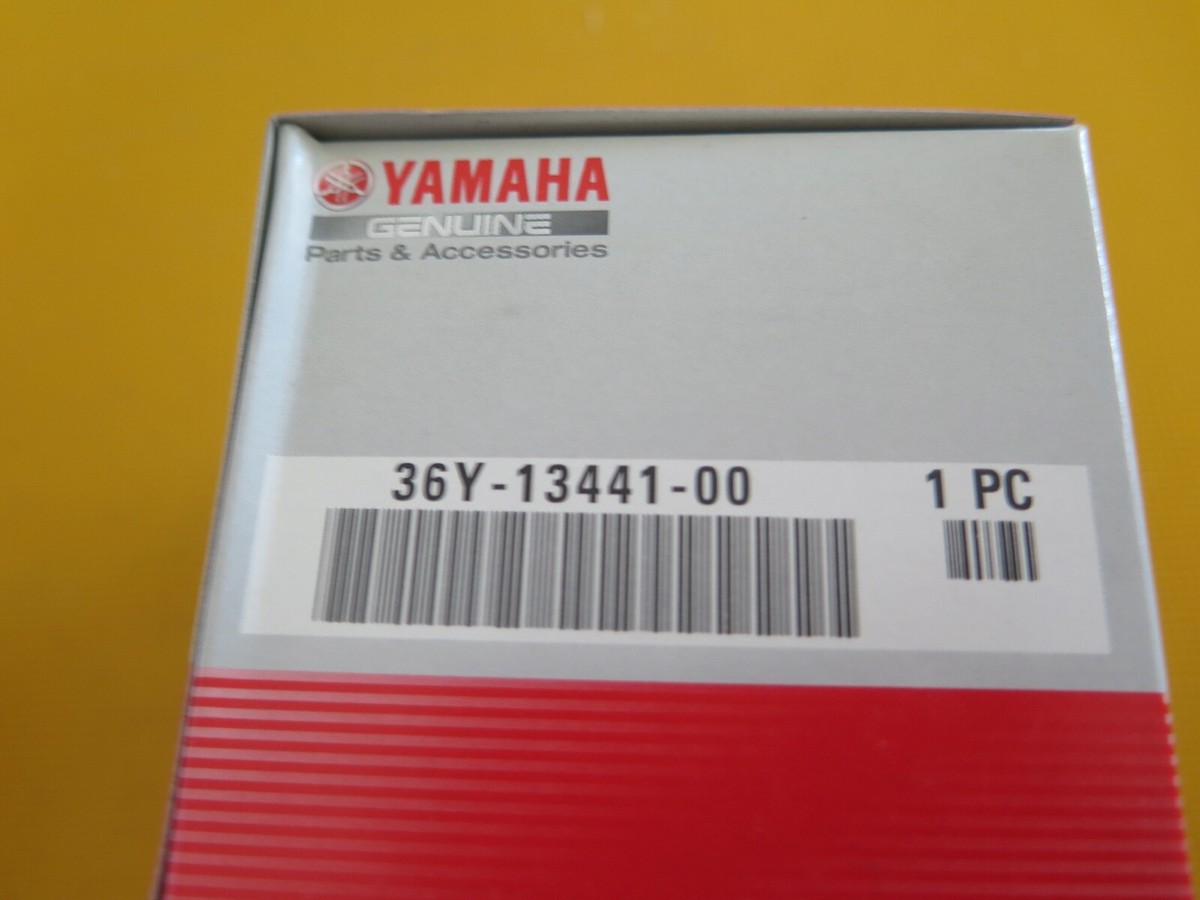 YAMAHA
GENUINE
Parts & Accessories
36Y-13441-00
1 PC